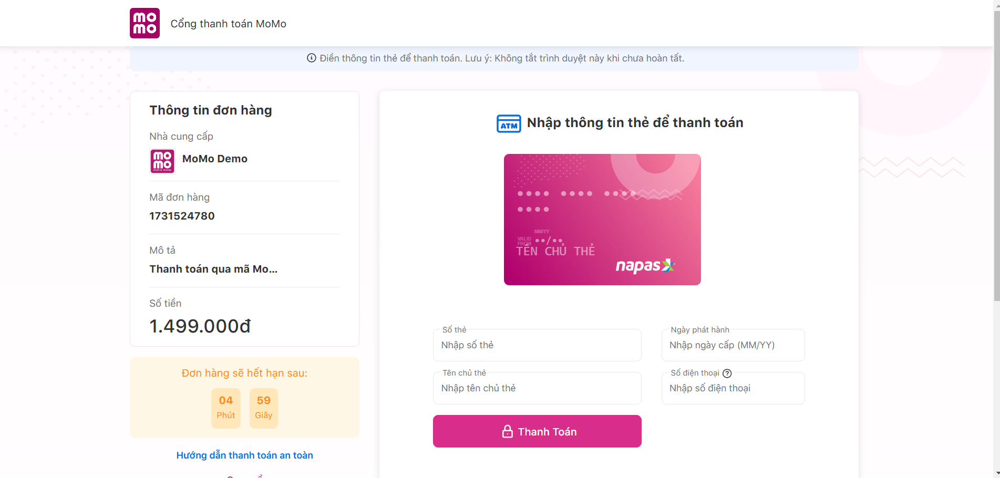 mo
mo
Cổng thanh toán MoMo
Điền thông tin thẻ để thanh toán. Lưu ý: Không tắt trình duyệt này khi chưa hoàn tất.
Thông tin đơn hàng
Nhà cung cấp
mo
mo
mobile money
MoMo Demo
Mã đơn hàng
1731524780
Mô tả
Thanh toán qua mã Mo...
Số tiền
1.499.000đ
Đơn hàng sẽ hết hạn sau:
04
Phút
59
Giây
Hướng dẫn thanh toán an toàn
ATM Nhập thông tin thẻ để thanh toán
•••• •••• ••••
••••
MM/YY
VALID
FROM
••/••
TÊN CHỦ THẺ
napas
Số thẻ
Nhập số thẻ
Ngày phát hành
Nhập ngày cấp (MM/YY)
Tên chủ thẻ
Nhập tên chủ thẻ
Số điện thoại ?
Nhập số điện thoại
Thanh Toán